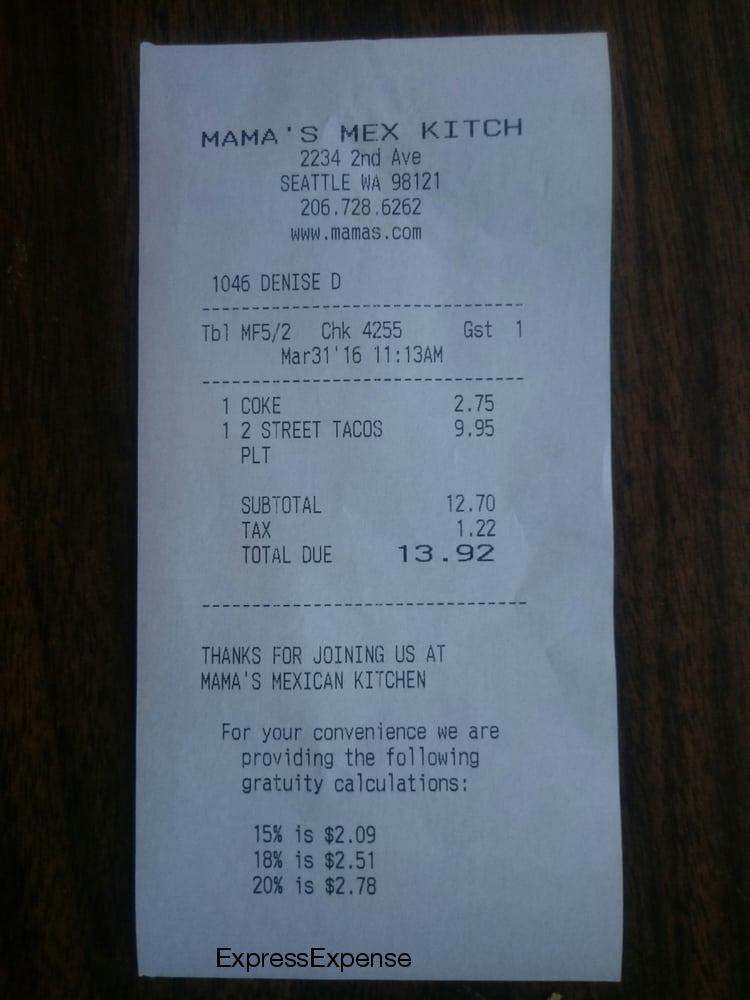 MAMA'S MEX KITCH
2234 2nd Ave
SEATTLE WA 98121
206.728.6262
www.mamas.com
1046 DENISE D
--------------------------------
Tbl MF5/2 Chk 4255 Gst 1
Mar31'16 11:13AM
--------------------------------
1 COKE 2.75
1 2 STREET TACOS 9.95
PLT
SUBTOTAL 12.70
TAX 1.22
TOTAL DUE 13.92
--------------------------------
THANKS FOR JOINING US AT
MAMA'S MEXICAN KITCHEN
For your convenience we are
providing the following
gratuity calculations:
15% is $2.09
18% is $2.51
20% is $2.78
ExpressExpense